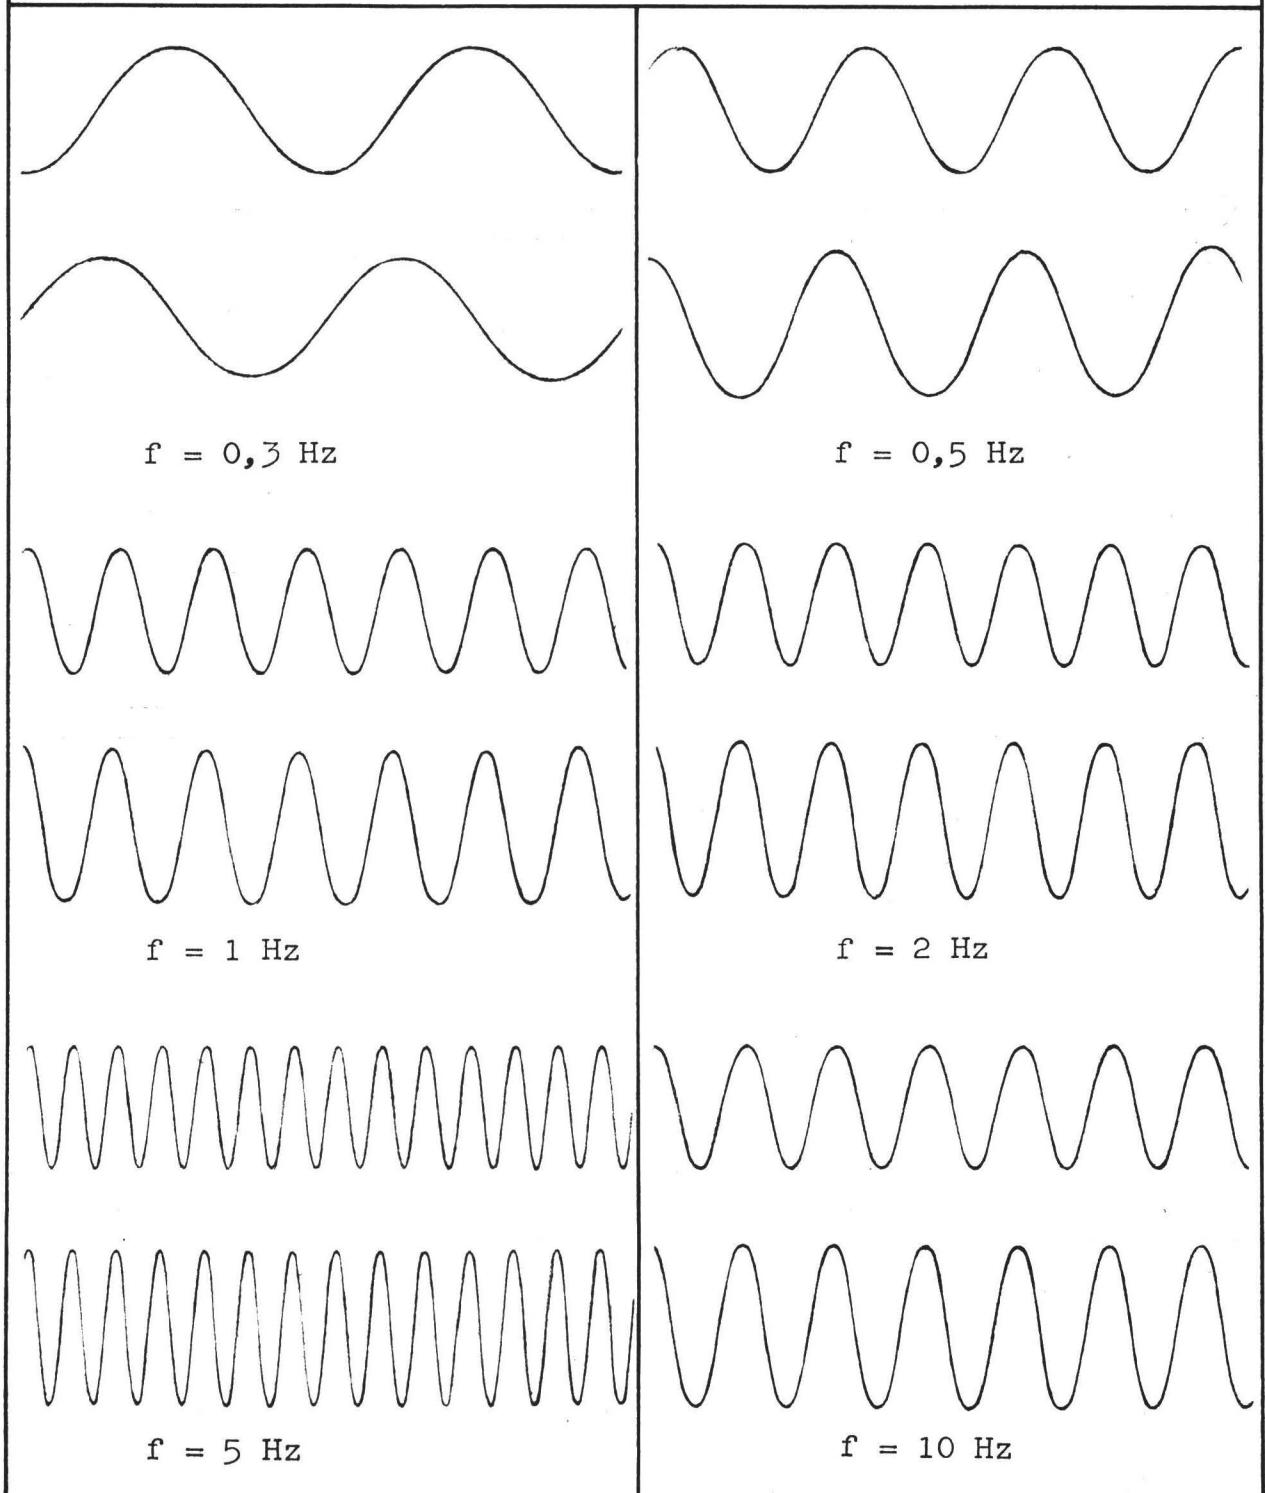 f = 0,3 Hz
f = 0,5 Hz
f = 1 Hz
f = 2 Hz
f = 5 Hz
f = 10 Hz